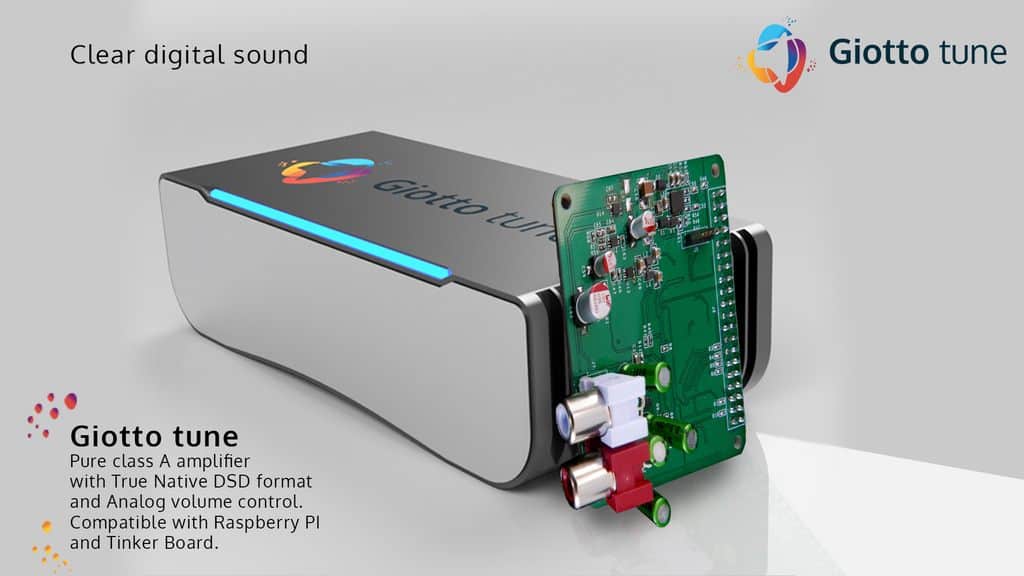 Clear digital sound
Giotto tune
Giotto tune
Giotto tune
Pure class A amplifier
with True Native DSD format
and Analog volume control.
Compatible with Raspberry PI
and Tinker Board.